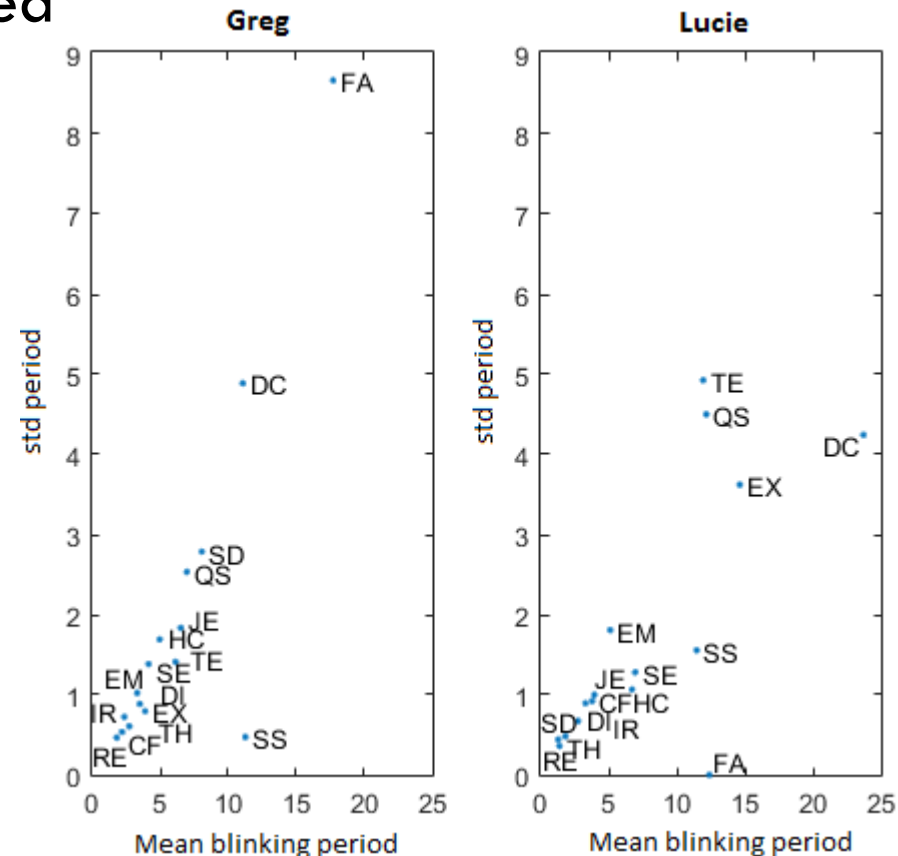 ed
Greg
9
8
7
6
5
4
3
2
1
0
std period
FA
DC
SD
QS
JE
HC
TE
SE
EM
DI
EX
IR
TH
CF
RE
SS
0 5 10 15 20 25
Mean blinking period
Lucie
9
8
7
6
5
4
3
2
1
0
std period
TE
QS
DC
EX
EM
SS
SE
JE
CF
HC
SD
DI
IR
TH
RE
FA
0 5 10 15 20 25
Mean blinking period